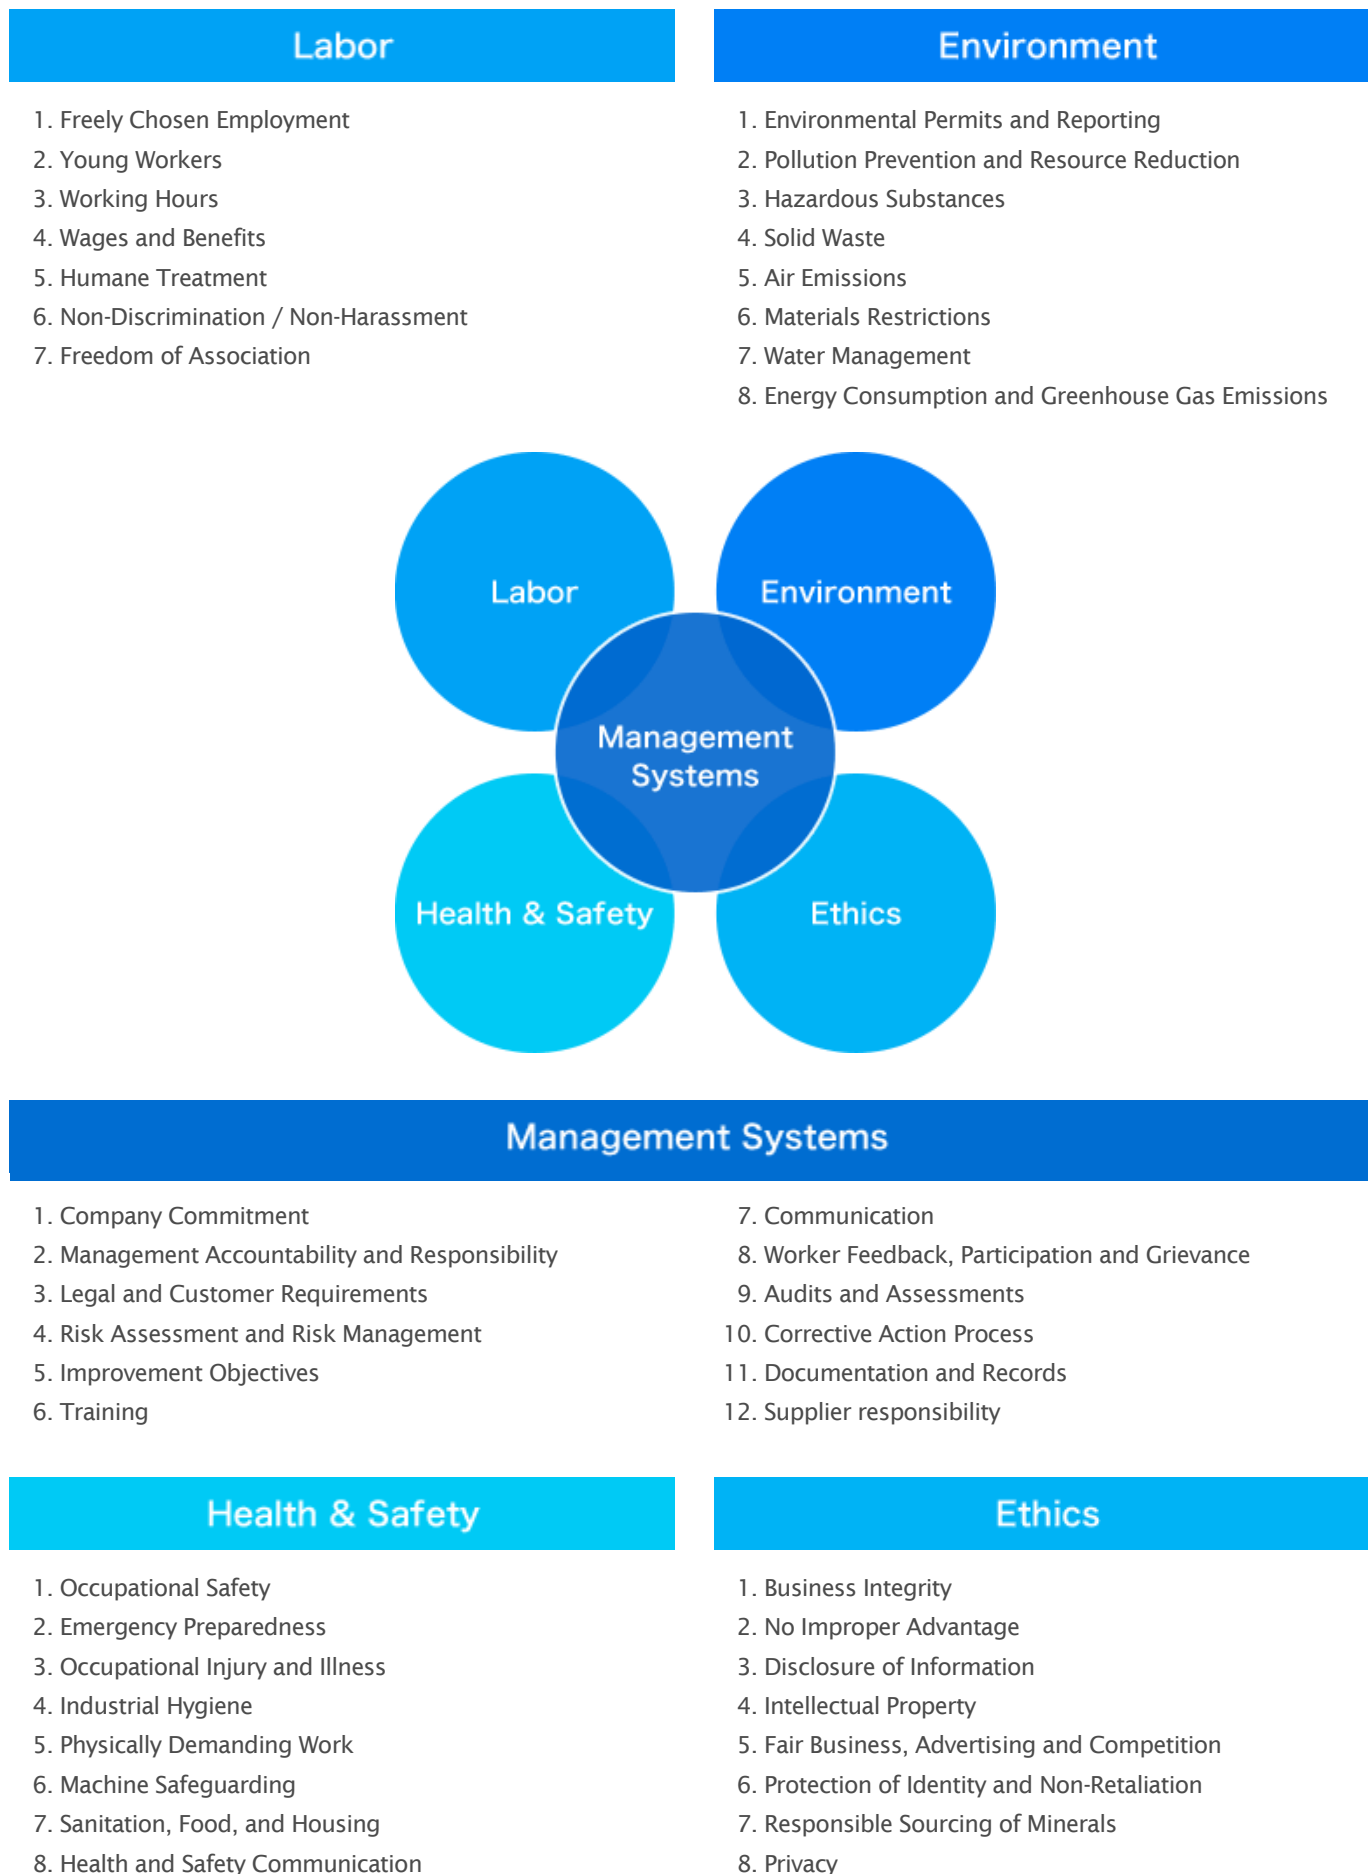 Labor
1. Freely Chosen Employment
2. Young Workers
3. Working Hours
4. Wages and Benefits
5. Humane Treatment
6. Non-Discrimination / Non-Harassment
7. Freedom of Association
Environment
1. Environmental Permits and Reporting
2. Pollution Prevention and Resource Reduction
3. Hazardous Substances
4. Solid Waste
5. Air Emissions
6. Materials Restrictions
7. Water Management
8. Energy Consumption and Greenhouse Gas Emissions
Labor
Environment
Management
Systems
Health & Safety
Ethics
Management Systems
1. Company Commitment
2. Management Accountability and Responsibility
3. Legal and Customer Requirements
4. Risk Assessment and Risk Management
5. Improvement Objectives
6. Training
7. Communication
8. Worker Feedback, Participation and Grievance
9. Audits and Assessments
10. Corrective Action Process
11. Documentation and Records
12. Supplier responsibility
Health & Safety
1. Occupational Safety
2. Emergency Preparedness
3. Occupational Injury and Illness
4. Industrial Hygiene
5. Physically Demanding Work
6. Machine Safeguarding
7. Sanitation, Food, and Housing
8. Health and Safety Communication
Ethics
1. Business Integrity
2. No Improper Advantage
3. Disclosure of Information
4. Intellectual Property
5. Fair Business, Advertising and Competition
6. Protection of Identity and Non-Retaliation
7. Responsible Sourcing of Minerals
8. Privacy